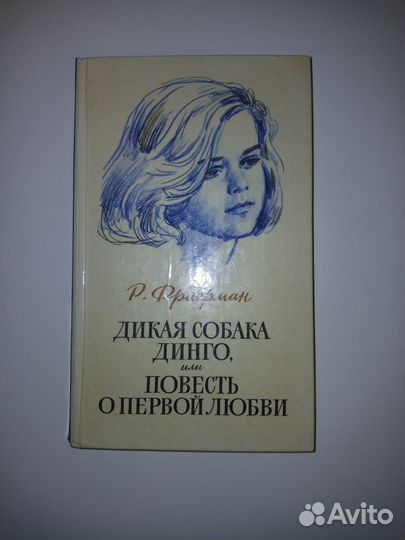 Р. Фраерман
ДИКАЯ СОБАКА
ДИНГО,
или
ПОВЕСТЬ
О ПЕРВОЙ ЛЮБВИ
Avito